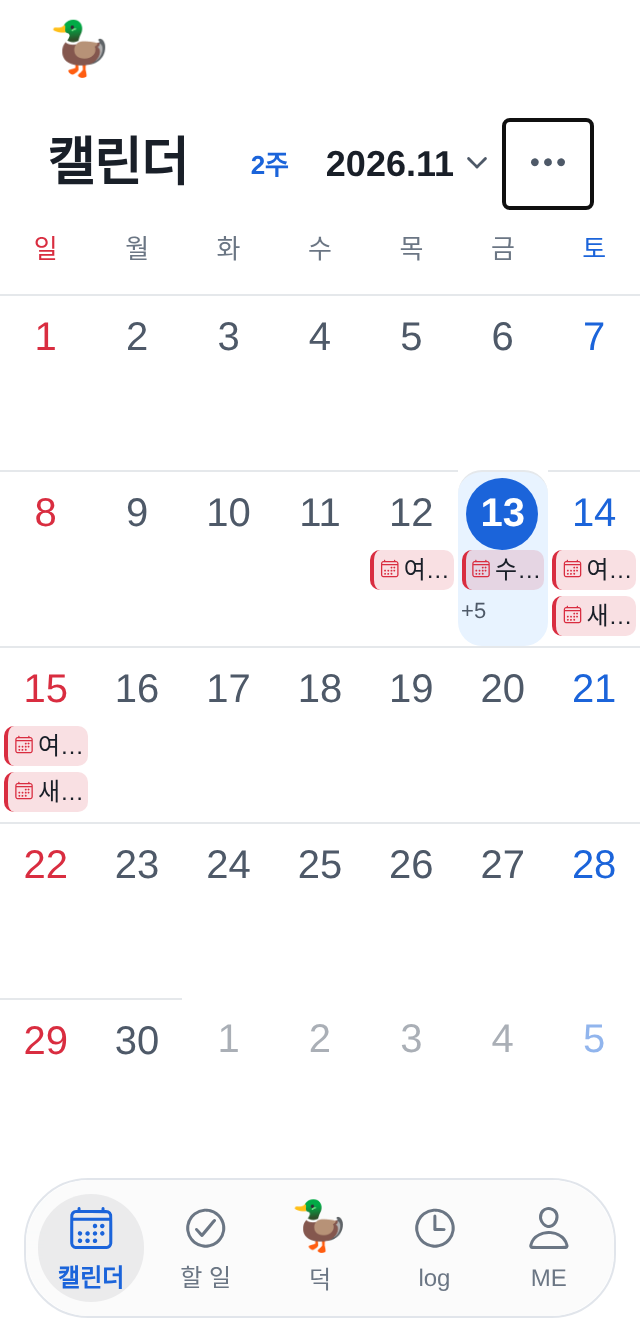 캘린더 2주 2026.11 •••
일 월 화 수 목 금 토
1 2 3 4 5 6 7
8 9 10 11 12 13 14
여… 수… 여…
+5 새…
15 16 17 18 19 20 21
여…
새…
22 23 24 25 26 27 28
29 30 1 2 3 4 5
캘린더 할 일 덕 log ME